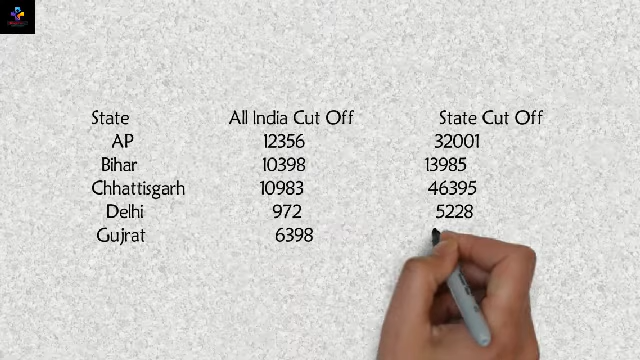 State All India Cut Off State Cut Off
AP 12356 32001
Bihar 10398 13985
Chhattisgarh 10983 46395
Delhi 972 5228
Gujrat 6398